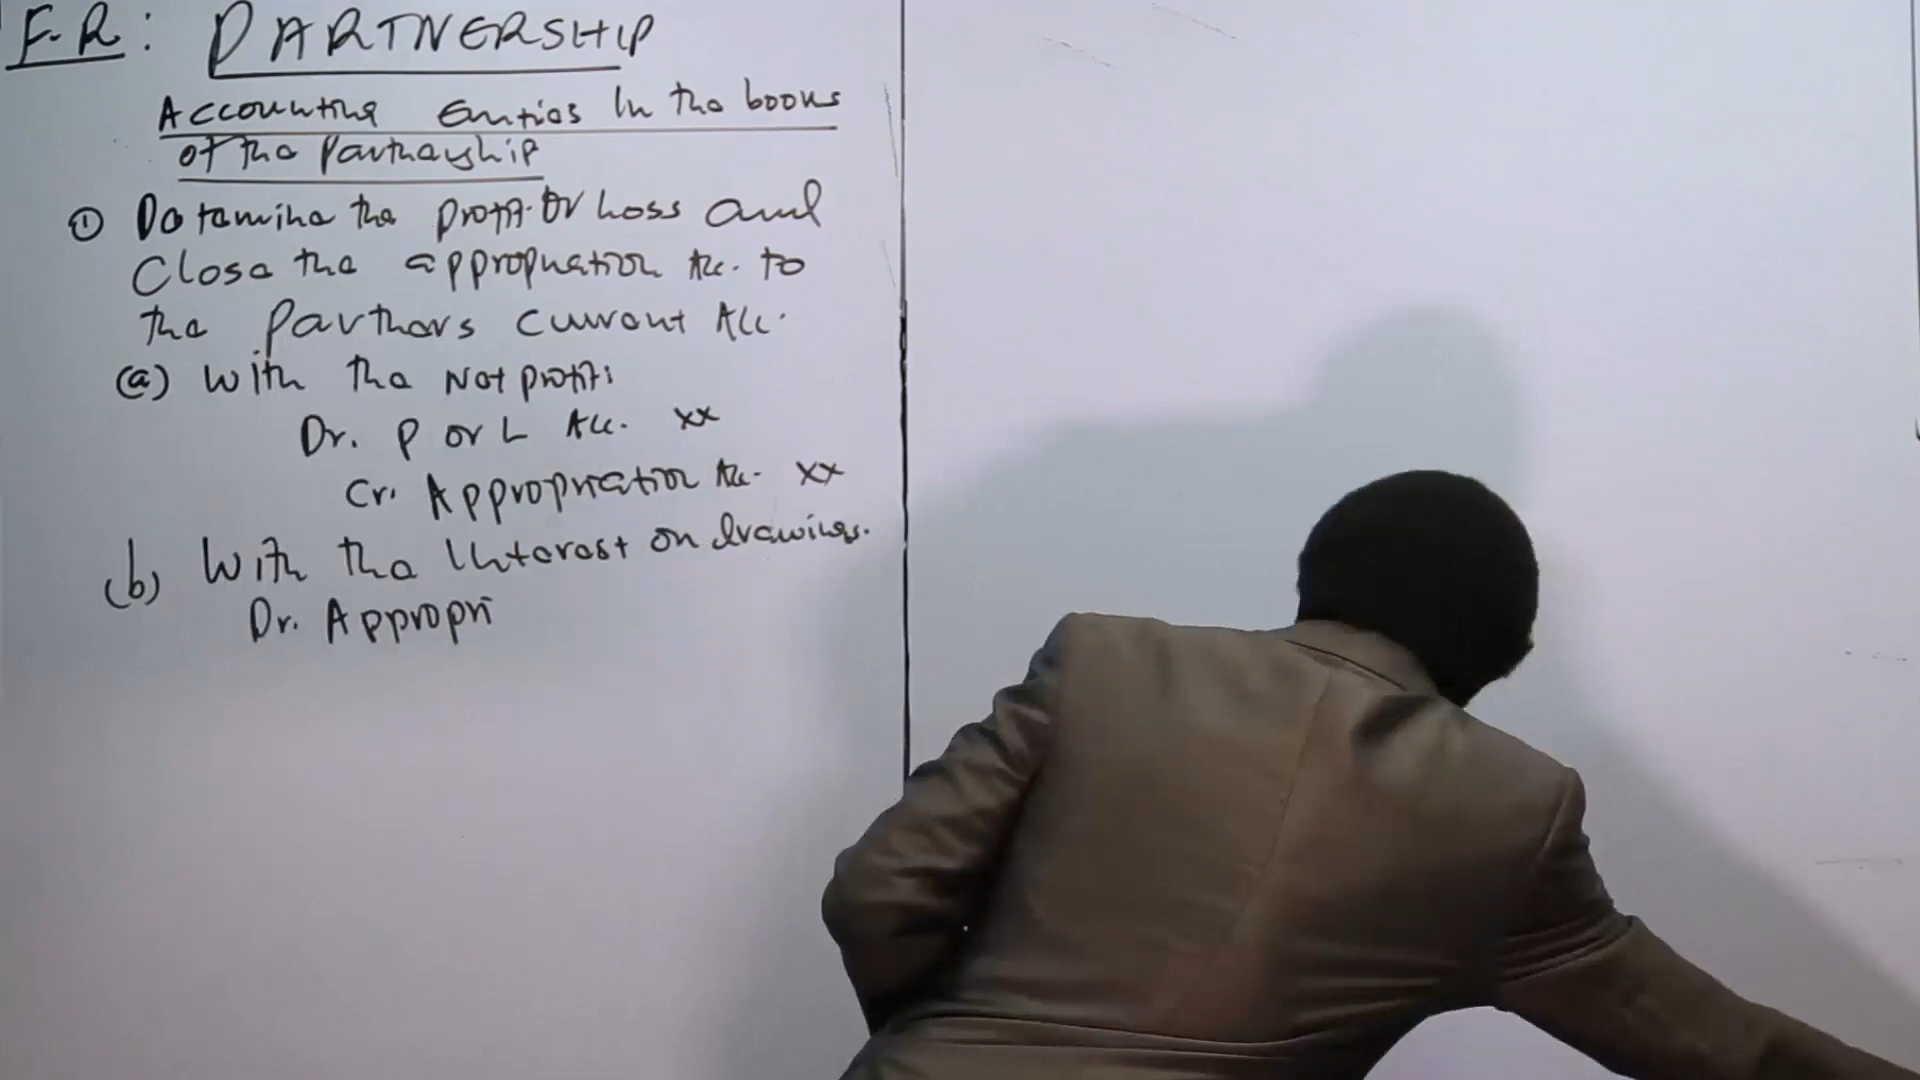 F.R: PARTNERSHIP
Accounting Entries In the books
of the Partnership
① Determine the profit or Loss and
Close the appropriation Acc. to
the Partners Current Acc.
(a) With the Net profit:
Dr. P or L Acc. xx
Cr. Appropriation Acc. xx
(b) With the Interest on drawings.
Dr. Appropri